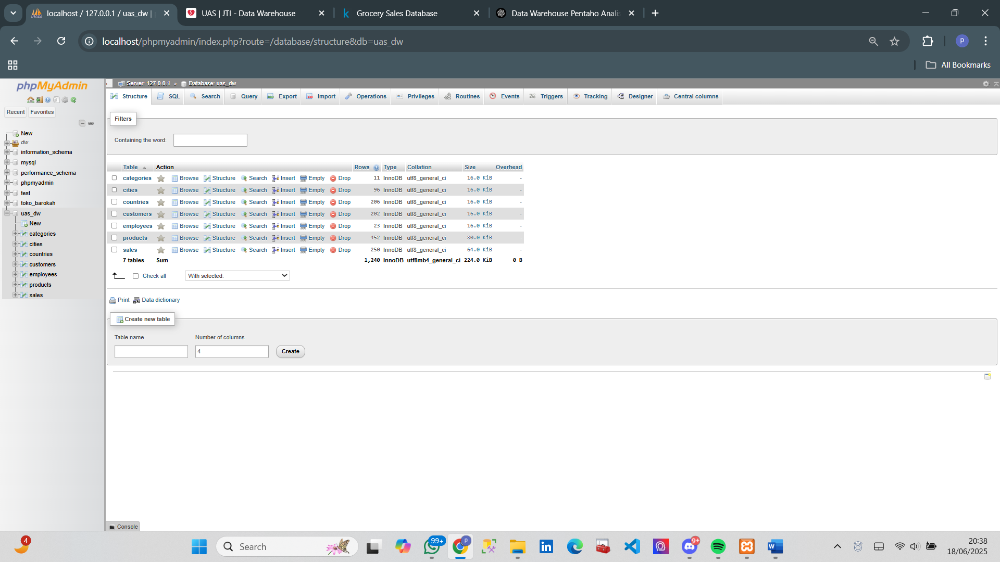 localhost / 127.0.0.1 / uas_dw |
UAS | JTI - Data Warehouse
Grocery Sales Database
Data Warehouse Pentaho Analis
localhost/phpmyadmin/index.php?route=/database/structure&db=uas_dw
P
All Bookmarks
phpMyAdmin
Recent Favorites
New
dw
information_schema
mysql
performance_schema
phpmyadmin
test
toko_barokah
uas_dw
New
categories
cities
countries
customers
employees
products
sales
Server: 127.0.0.1 » Database: uas_dw
Structure SQL Search Query Export Import Operations Privileges Routines Events Triggers Tracking Designer Central columns
Filters
Containing the word:
Table Action Rows Type Collation Size Overhead
categories Browse Structure Search Insert Empty Drop 11 InnoDB utf8_general_ci 16.0 KiB -
cities Browse Structure Search Insert Empty Drop 96 InnoDB utf8_general_ci 16.0 KiB -
countries Browse Structure Search Insert Empty Drop 206 InnoDB utf8_general_ci 16.0 KiB -
customers Browse Structure Search Insert Empty Drop 202 InnoDB utf8_general_ci 16.0 KiB -
employees Browse Structure Search Insert Empty Drop 23 InnoDB utf8_general_ci 16.0 KiB -
products Browse Structure Search Insert Empty Drop 452 InnoDB utf8_general_ci 80.0 KiB -
sales Browse Structure Search Insert Empty Drop 250 InnoDB utf8_general_ci 64.0 KiB -
7 tables Sum 1,240 InnoDB utf8mb4_general_ci 224.0 KiB 0 B
Check all With selected:
Print Data dictionary
Create new table
Table name Number of columns
4 Create
Console
4
Search
99+
P
9+
20:38
18/06/2025